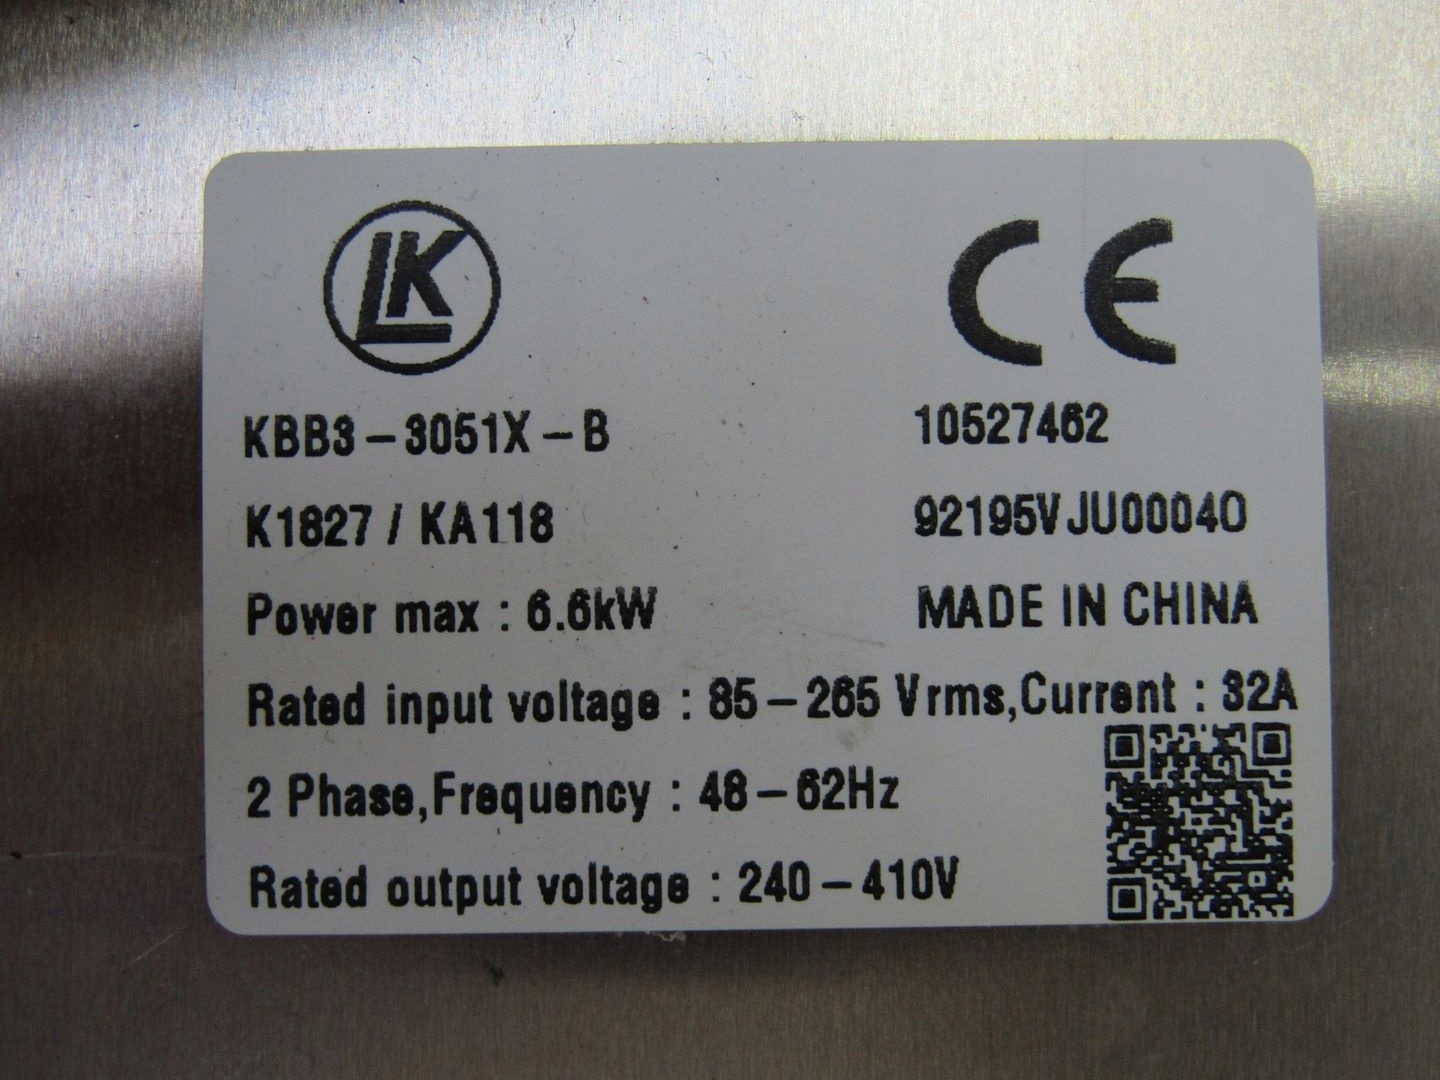 LK CE
KBB3-3051X-B 10527462
K1827 / KA118 92195VJU00040
Power max : 6.6kW MADE IN CHINA
Rated input voltage : 85-265 Vrms,Current : 32A
2 Phase,Frequency : 48-62Hz
Rated output voltage : 240-410V